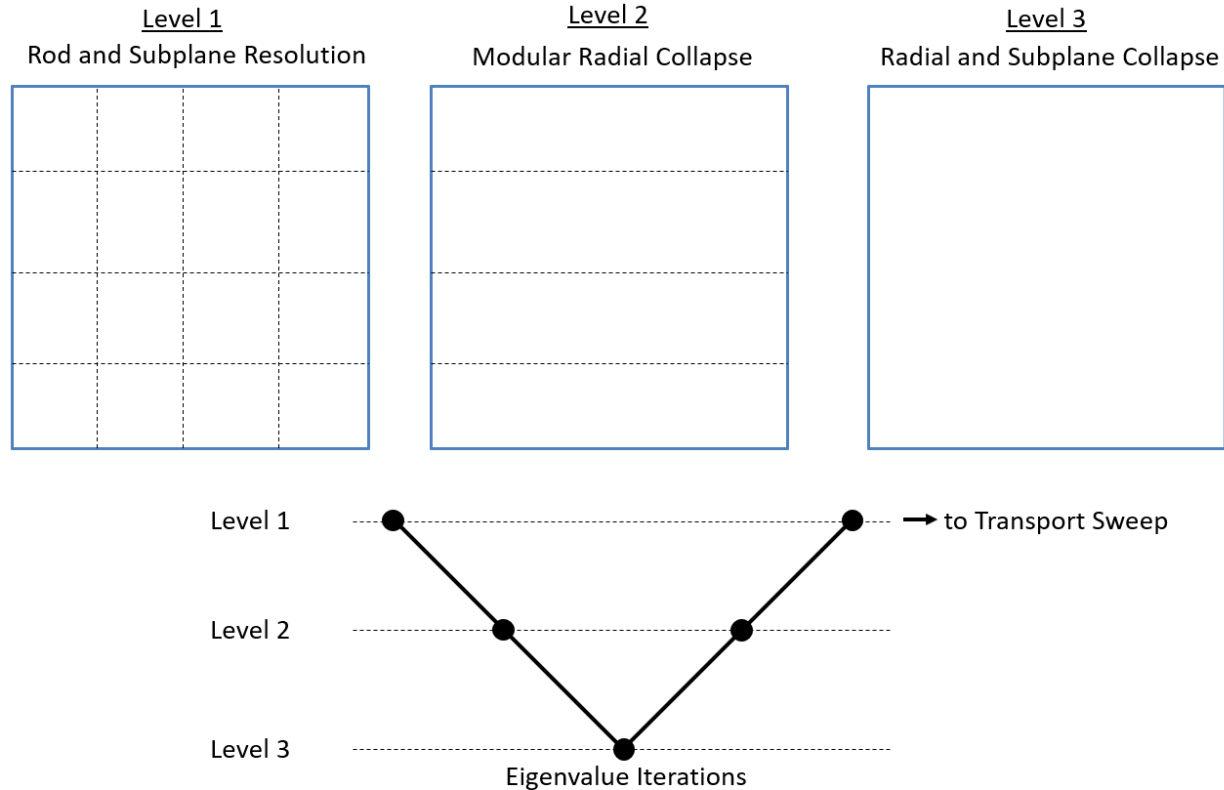 Level 1
Rod and Subplane Resolution
Level 2
Modular Radial Collapse
Level 3
Radial and Subplane Collapse
Level 1
to Transport Sweep
Level 2
Level 3
Eigenvalue Iterations